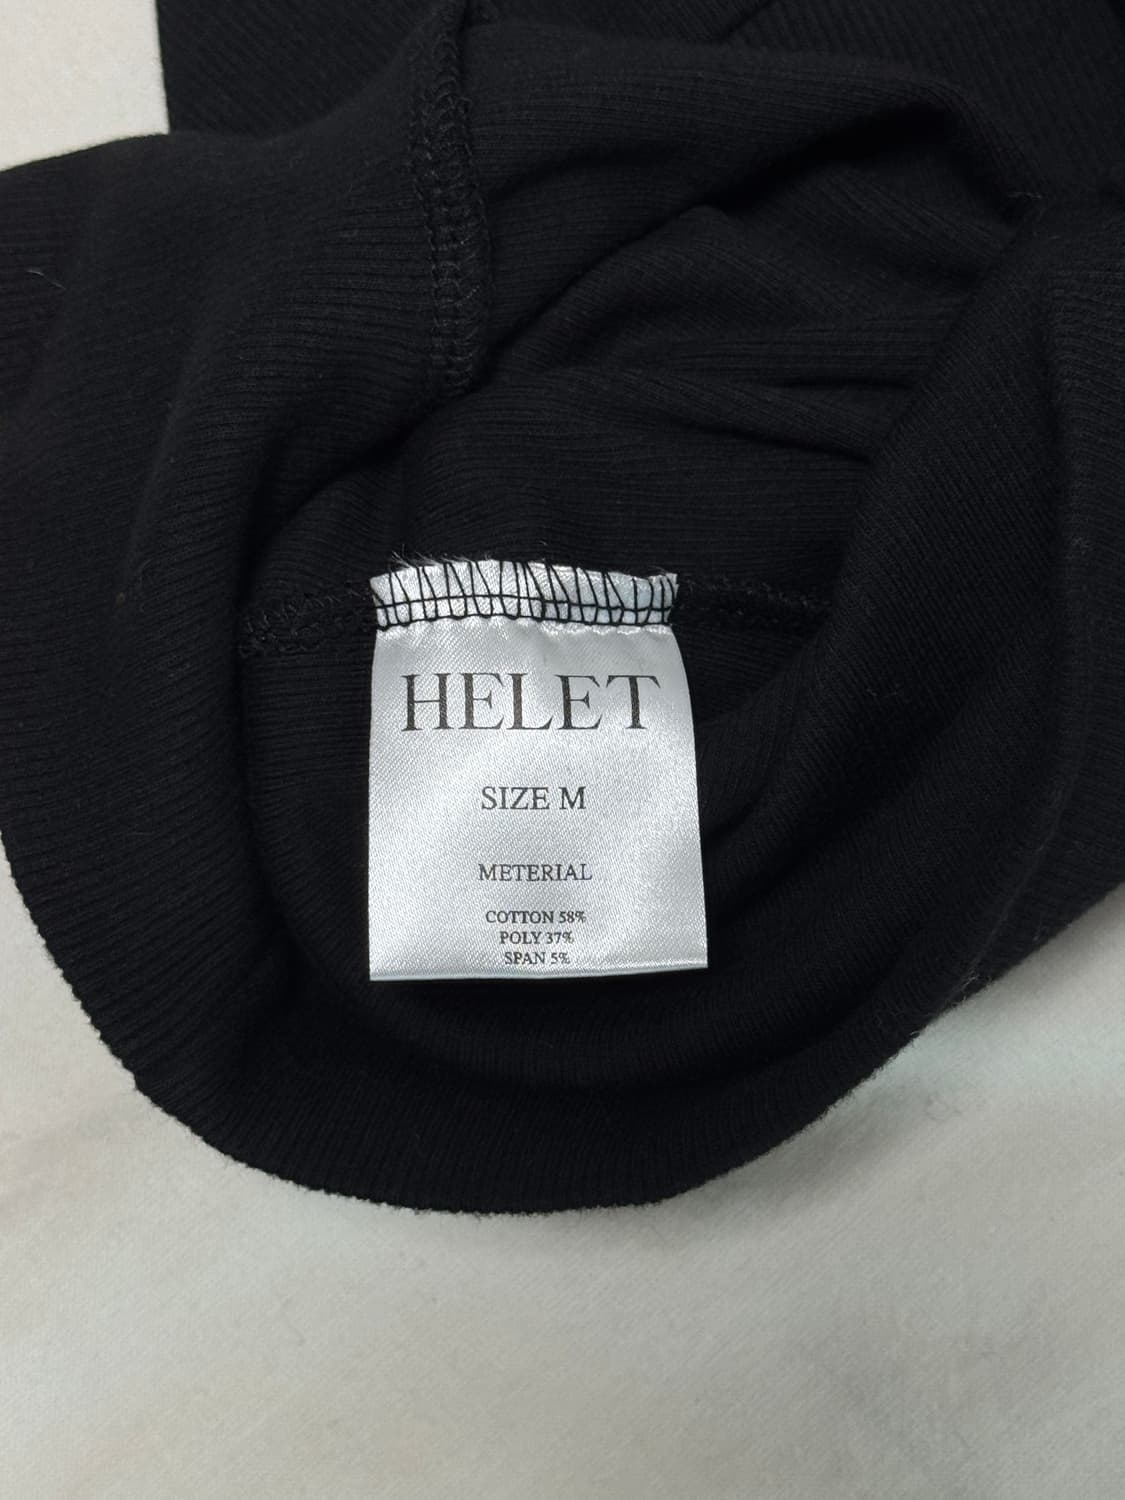 HELET
SIZE M
METERIAL
COTTON 58%
POLY 37%
SPAN 5%